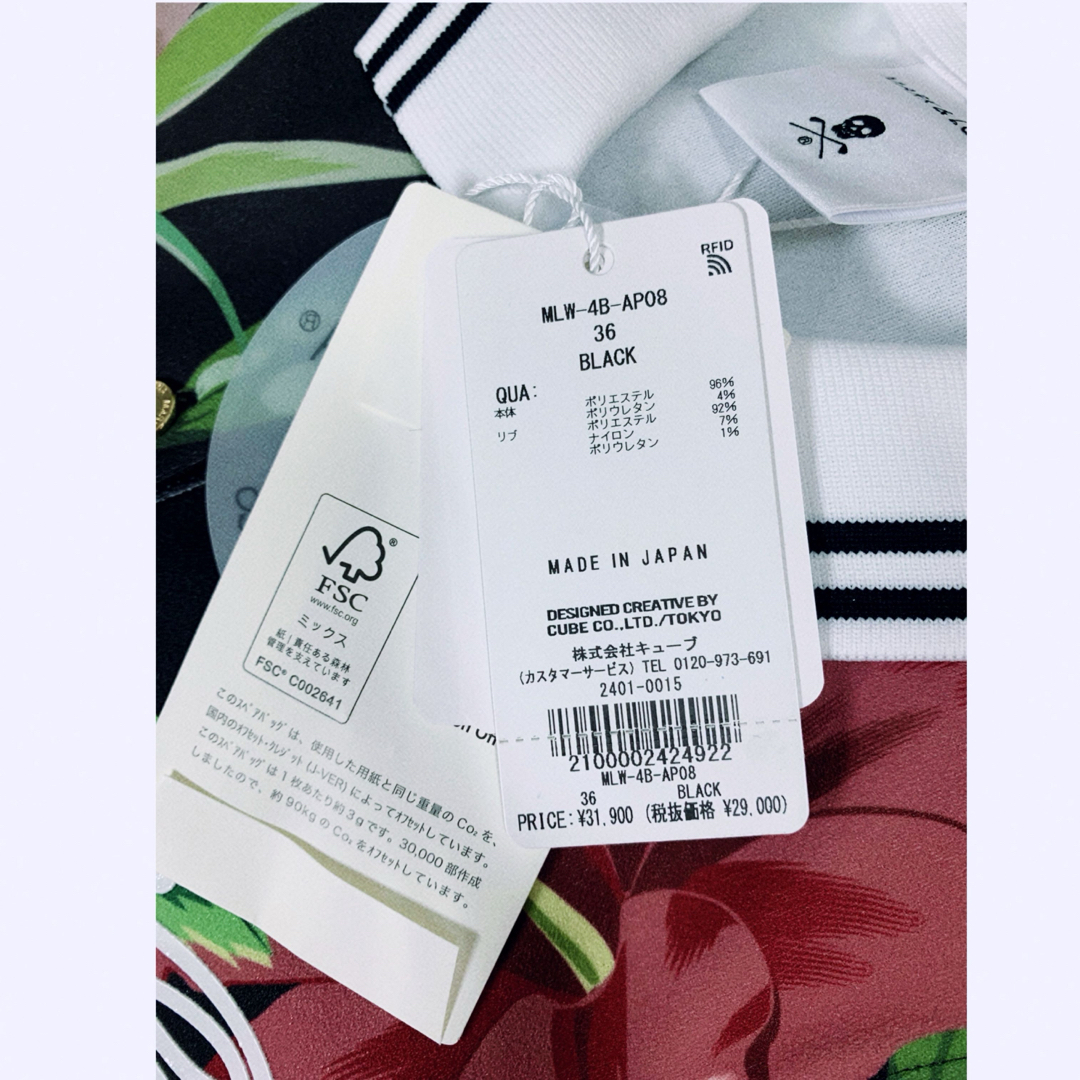 RFID
MLW-4B-AP08
36
BLACK
QUA:
本体 ポリエステル 96%
ポリウレタン 4%
リブ ポリエステル 92%
ナイロン 7%
ポリウレタン 1%
MADE IN JAPAN
DESIGNED CREATIVE BY
CUBE CO.,LTD./TOKYO
株式会社キューブ
(カスタマーサービス) TEL 0120-973-691
2401-0015
2100002424922
MLW-4B-AP08
36 BLACK
PRICE:¥31,900 (税抜価格 ¥29,000)
®
FSC
www.fsc.org
ミックス
紙|責任ある森林
管理を支えています
FSC® C002641
このｽﾍﾟｱﾊﾞｯｸﾞは、使用した用紙と同じ重量のCo₂を、
国内のｵﾌｾｯﾄ･ｸﾚｼﾞｯﾄ(J-VER)によってｵﾌｾｯﾄしています。
このｽﾍﾟｱﾊﾞｯｸﾞは1枚あたり約3gです。30,000部作成
しましたので、約90kgのCo₂をｵﾌｾｯﾄしています。
®